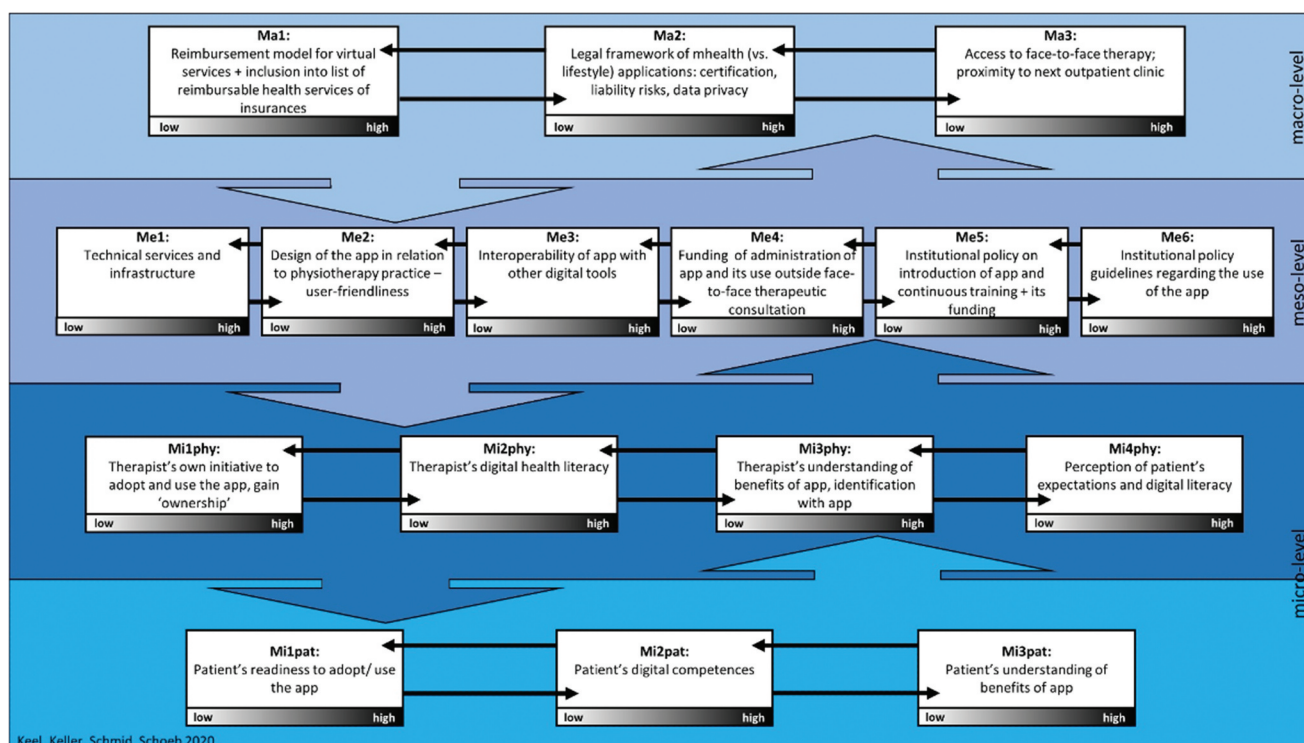 Ma1:
Reimbursement model for virtual
services + inclusion into list of
reimbursable health services of
insurances
low high
Ma2:
Legal framework of mhealth (vs.
lifestyle) applications: certification,
liability risks, data privacy
low high
Ma3:
Access to face-to-face therapy;
proximity to next outpatient clinic
low high
macro-level
Me1:
Technical services and
infrastructure
low high
Me2:
Design of the app in relation
to physiotherapy practice –
user-friendliness
low high
Me3:
Interoperability of app with
other digital tools
low high
Me4:
Funding of administration of
app and its use outside face-
to-face therapeutic
consultation
low high
Me5:
Institutional policy on
introduction of app and
continuous training + its
funding
low high
Me6:
Institutional policy
guidelines regarding the use
of the app
low high
meso-level
Mi1phy:
Therapist's own initiative to
adopt and use the app, gain
'ownership'
low high
Mi2phy:
Therapist's digital health literacy
low high
Mi3phy:
Therapist's understanding of
benefits of app, identification
with app
low high
Mi4phy:
Perception of patient's
expectations and digital literacy
low high
micro-level
Mi1pat:
Patient's readiness to adopt/ use
the app
low high
Mi2pat:
Patient's digital competences
low high
Mi3pat:
Patient's understanding of
benefits of app
low high
Keel, Keller, Schmid, Schoeb 2020